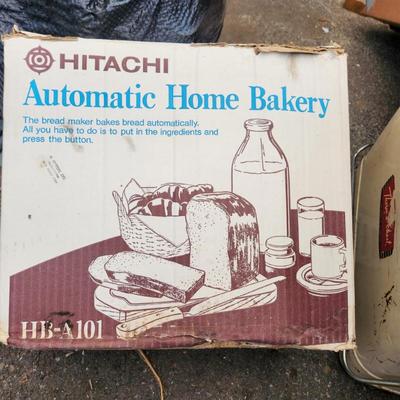 HITACHI
Automatic Home Bakery
The bread maker bakes bread automatically.
All you have to do is to put in the ingredients and
press the button.
HB-A101